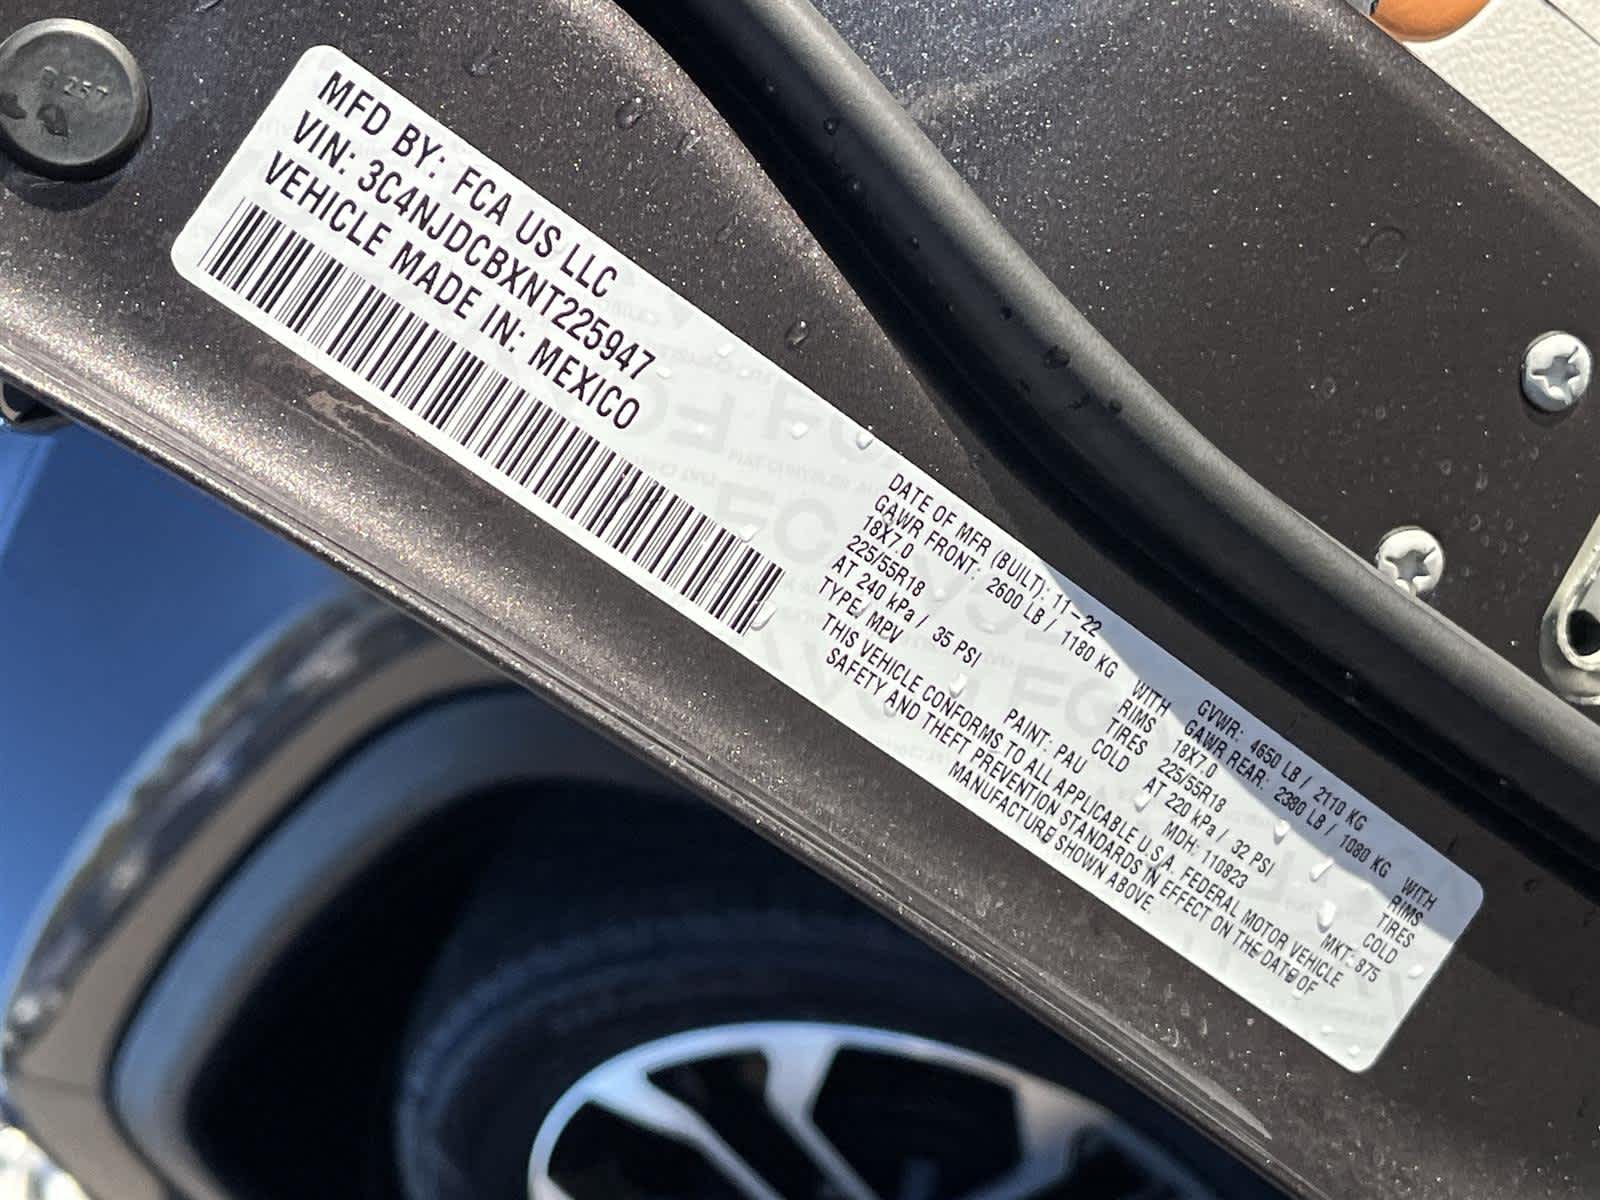 MFD BY: FCA US LLC
VIN: 3C4NJDCBXNT225947
VEHICLE MADE IN: MEXICO
DATE OF MFR (BUILT): 11-22 GVWR: 4650 LB / 2110 KG
GAWR FRONT: 2600 LB / 1180 KG WITH GAWR REAR: 2380 LB / 1080 KG WITH
18X7.0 RIMS 18X7.0 RIMS
225/55R18 TIRES 225/55R18 TIRES
AT 240 kPa / 35 PSI COLD AT 220 kPa / 32 PSI COLD
TYPE/ MPV PAINT: PAU MDH: 110823 MKT: 875
THIS VEHICLE CONFORMS TO ALL APPLICABLE U.S.A. FEDERAL MOTOR VEHICLE
SAFETY AND THEFT PREVENTION STANDARDS IN EFFECT ON THE DATE OF
MANUFACTURE SHOWN ABOVE.